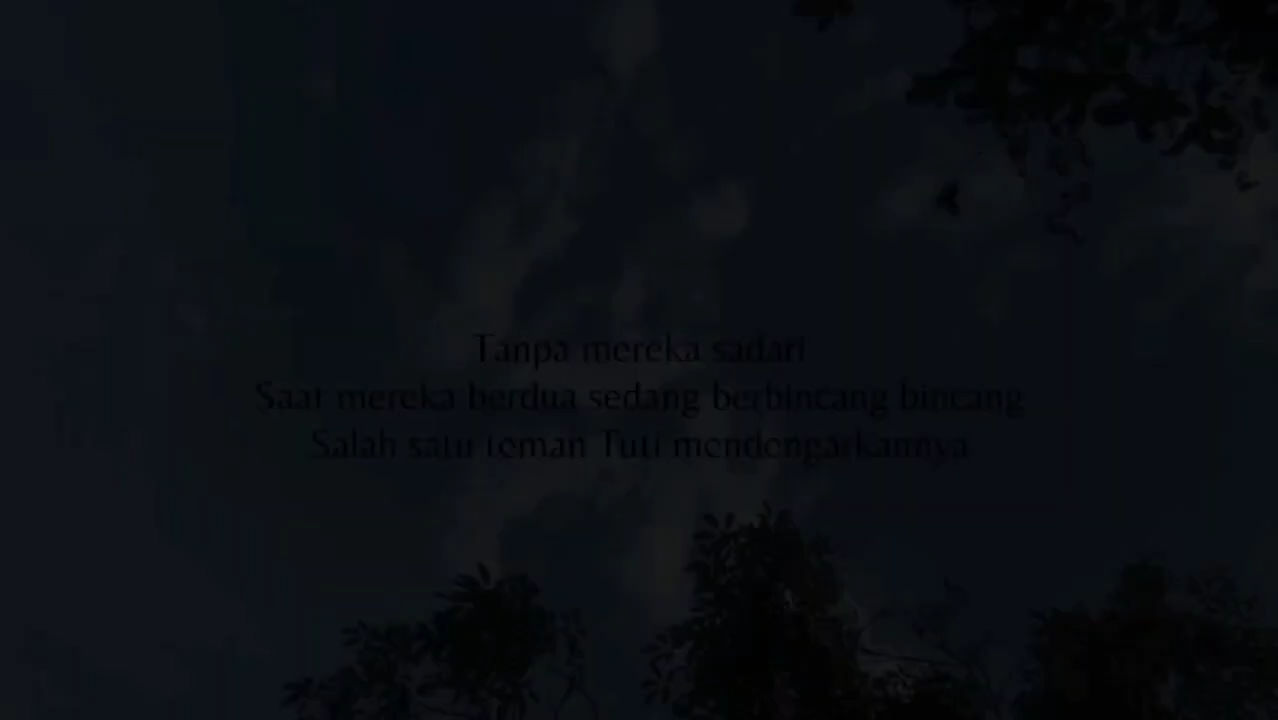 Tanpa mereka sadari
Saat mereka berdua sedang berbincang bincang
Salah satu teman Tuti mendengarkannya